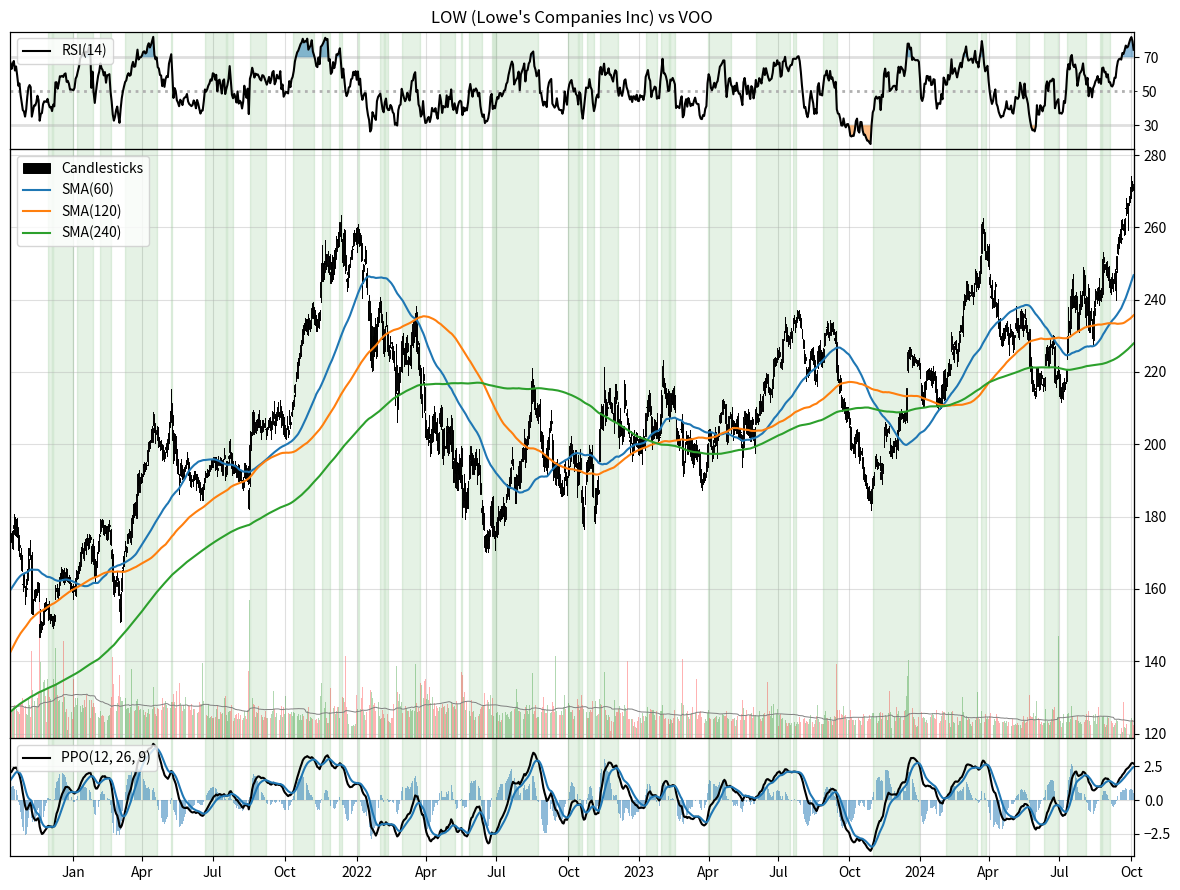 LOW (Lowe's Companies Inc) vs VOO
RSI(14)
70
50
30
Candlesticks
SMA(60)
SMA(120)
SMA(240)
280
260
240
220
200
180
160
140
120
PPO(12, 26, 9)
2.5
0.0
−2.5
Jan Apr Jul Oct 2022 Apr Jul Oct 2023 Apr Jul Oct 2024 Apr Jul Oct